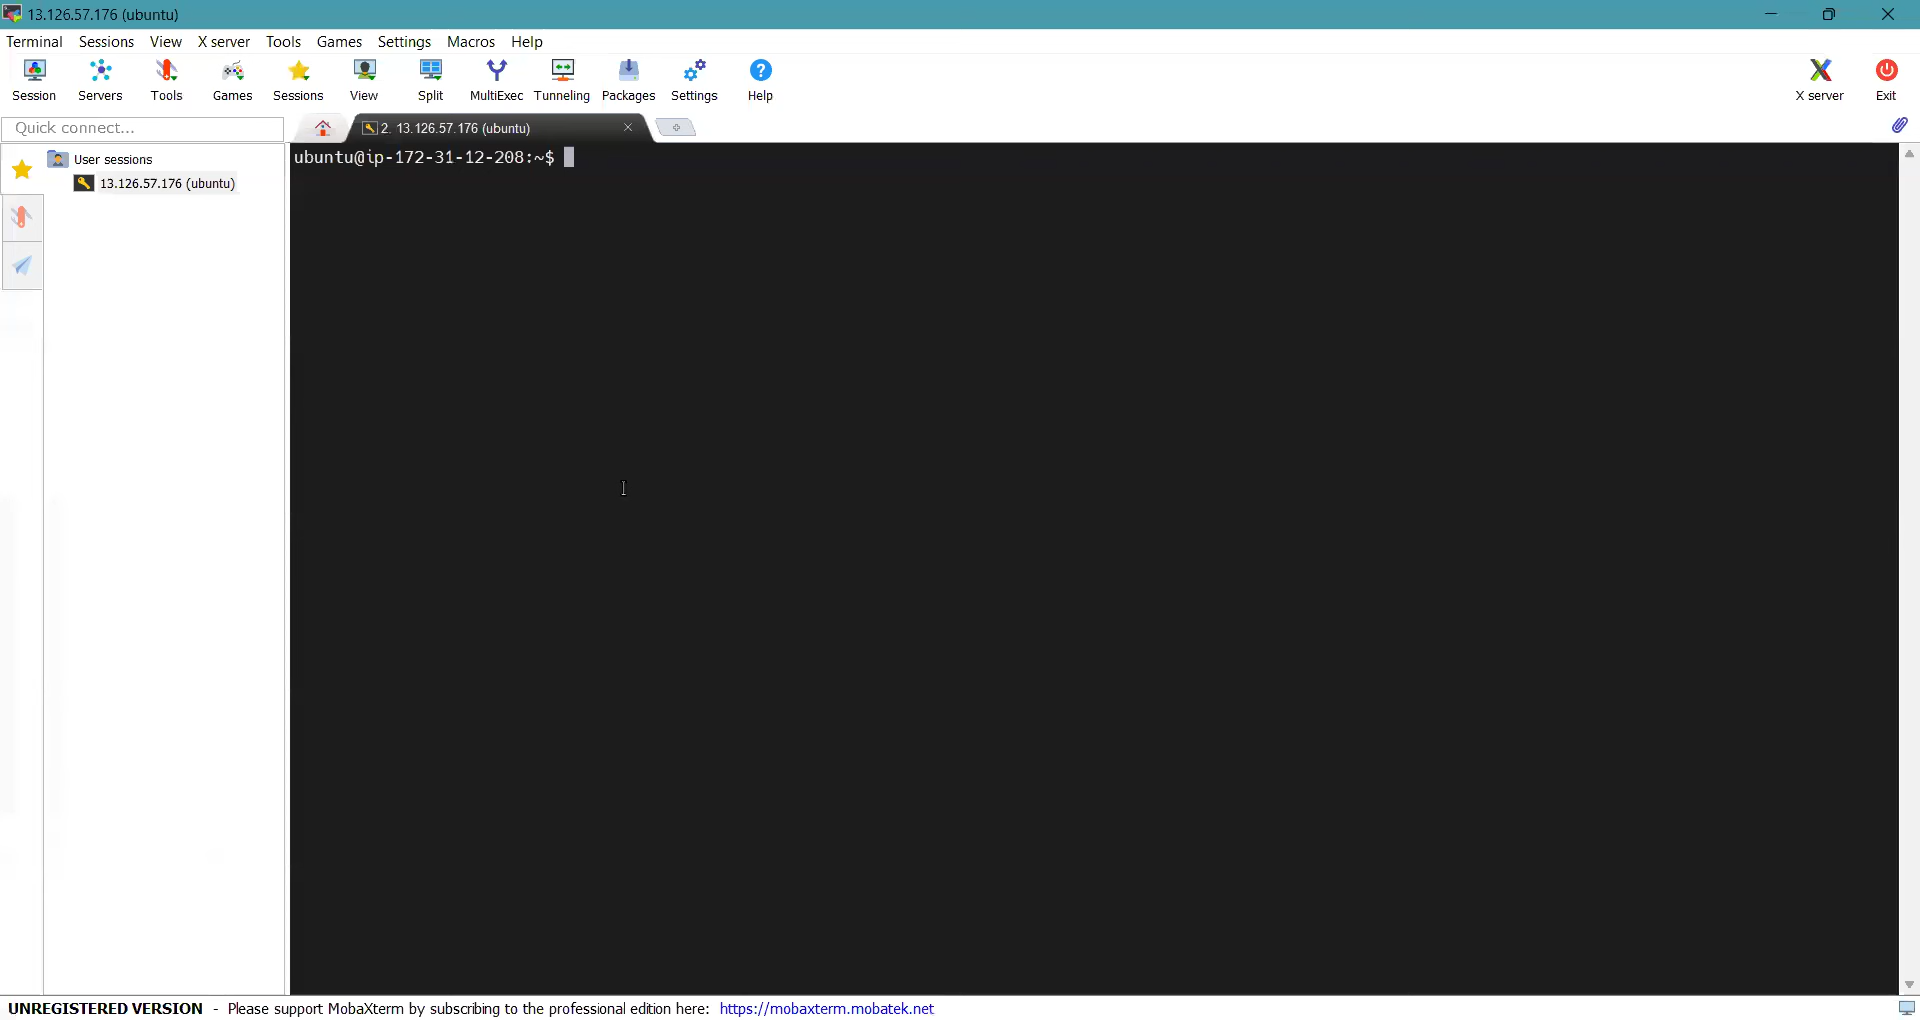 13.126.57.176 (ubuntu)
Terminal Sessions View X server Tools Games Settings Macros Help
Session Servers Tools Games Sessions View Split MultiExec Tunneling Packages Settings Help X server Exit
Quick connect...
2. 13.126.57.176 (ubuntu)
User sessions
13.126.57.176 (ubuntu)
ubuntu@ip-172-31-12-208:~$
UNREGISTERED VERSION - Please support MobaXterm by subscribing to the professional edition here: https://mobaxterm.mobatek.net